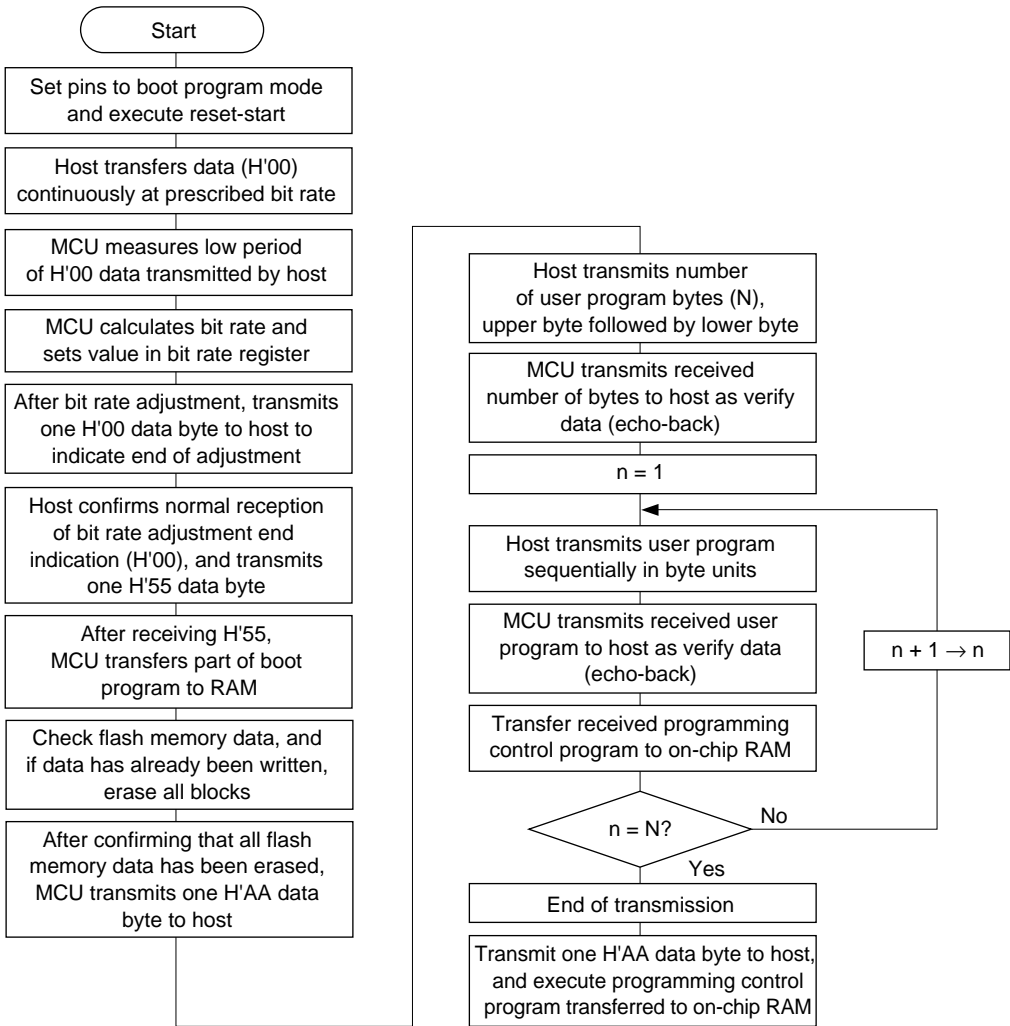 Start
Set pins to boot program mode
and execute reset-start
Host transfers data (H'00)
continuously at prescribed bit rate
MCU measures low period
of H'00 data transmitted by host
MCU calculates bit rate and
sets value in bit rate register
After bit rate adjustment, transmits
one H'00 data byte to host to
indicate end of adjustment
Host confirms normal reception
of bit rate adjustment end
indication (H'00), and transmits
one H'55 data byte
After receiving H'55,
MCU transfers part of boot
program to RAM
Check flash memory data, and
if data has already been written,
erase all blocks
After confirming that all flash
memory data has been erased,
MCU transmits one H'AA data
byte to host
Host transmits number
of user program bytes (N),
upper byte followed by lower byte
MCU transmits received
number of bytes to host as verify
data (echo-back)
n = 1
Host transmits user program
sequentially in byte units
MCU transmits received user
program to host as verify data
(echo-back)
n + 1 → n
Transfer received programming
control program to on-chip RAM
n = N?
No
Yes
End of transmission
Transmit one H'AA data byte to host,
and execute programming control
program transferred to on-chip RAM